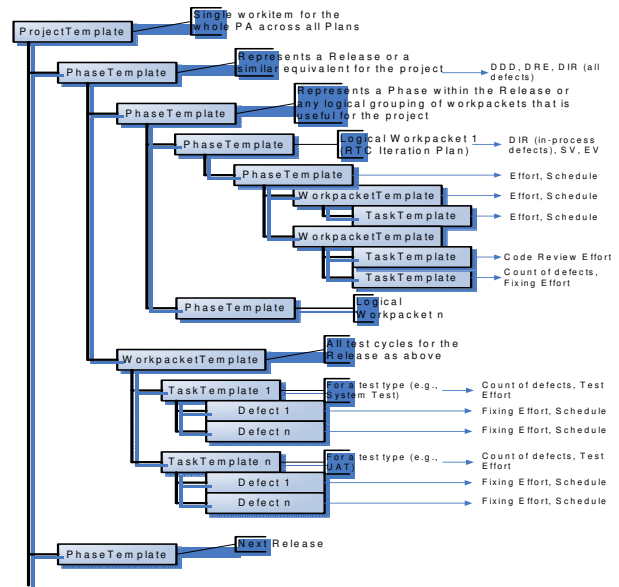 Single workitem for the
whole PA across all Plans
ProjectTemplate
Represents a Release or a
similar equivalent for the project
DDD, DRE, DIR (all
defects)
PhaseTemplate
Represents a Phase within the Release or
any logical grouping of workpackets that is
useful for the project
PhaseTemplate
Logical Workpacket 1
(RTC Iteration Plan)
DIR (in-process
defects), SV, EV
PhaseTemplate
PhaseTemplate
Effort, Schedule
WorkpacketTemplate
Effort, Schedule
TaskTemplate
Effort, Schedule
WorkpacketTemplate
TaskTemplate
Code Review Effort
TaskTemplate
Count of defects,
Fixing Effort
PhaseTemplate
Logical
Workpacket n
WorkpacketTemplate
All test cycles for the
Release as above
TaskTemplate 1
For a test type (e.g.,
System Test)
Count of defects, Test
Effort
Defect 1
Fixing Effort, Schedule
Defect n
Fixing Effort, Schedule
TaskTemplate n
For a test type (e.g.,
UAT)
Count of defects, Test
Effort
Defect 1
Fixing Effort, Schedule
Defect n
Fixing Effort, Schedule
PhaseTemplate
Next Release